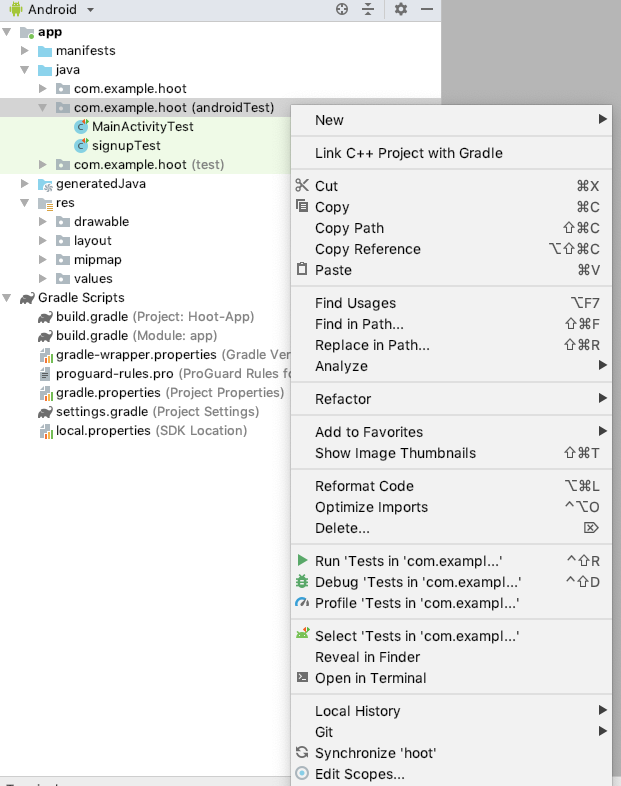 Android
app
manifests
java
com.example.hoot
com.example.hoot (androidTest)
MainActivityTest
signupTest
com.example.hoot (test)
generatedJava
res
drawable
layout
mipmap
values
Gradle Scripts
build.gradle (Project: Hoot-App)
build.gradle (Module: app)
gradle-wrapper.properties (Gradle Ver
proguard-rules.pro (ProGuard Rules fo
gradle.properties (Project Properties)
settings.gradle (Project Settings)
local.properties (SDK Location)
New
Link C++ Project with Gradle
Cut ⌘X
Copy ⌘C
Copy Path ⇧⌘C
Copy Reference ⌥⇧⌘C
Paste ⌘V
Find Usages ⌥F7
Find in Path... ⇧⌘F
Replace in Path... ⇧⌘R
Analyze
Refactor
Add to Favorites
Show Image Thumbnails ⇧⌘T
Reformat Code ⌥⌘L
Optimize Imports ^⌥O
Delete... ⌦
Run 'Tests in 'com.exampl...' ^⇧R
Debug 'Tests in 'com.exampl...' ^⇧D
Profile 'Tests in 'com.exampl...'
Select 'Tests in 'com.exampl...'
Reveal in Finder
Open in Terminal
Local History
Git
Synchronize 'hoot'
Edit Scopes...